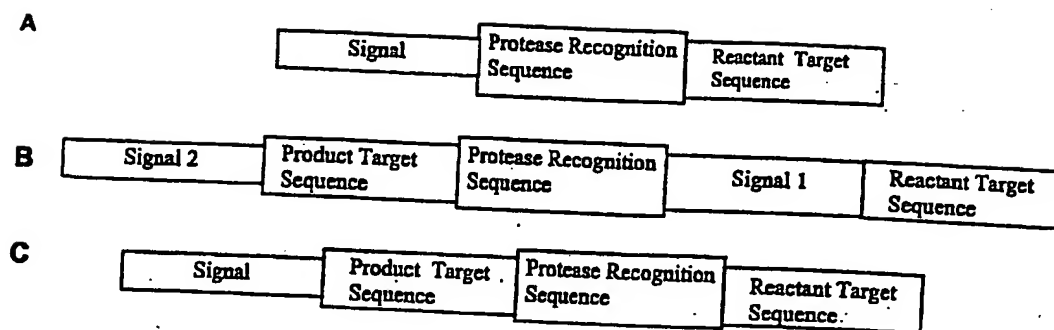 A
Signal
Protease Recognition
Sequence
Reactant Target
Sequence
B
Signal 2
Product Target
Sequence
Protease Recognition
Sequence
Signal 1
Reactant Target
Sequence
C
Signal
Product Target
Sequence
Protease Recognition
Sequence
Reactant Target
Sequence